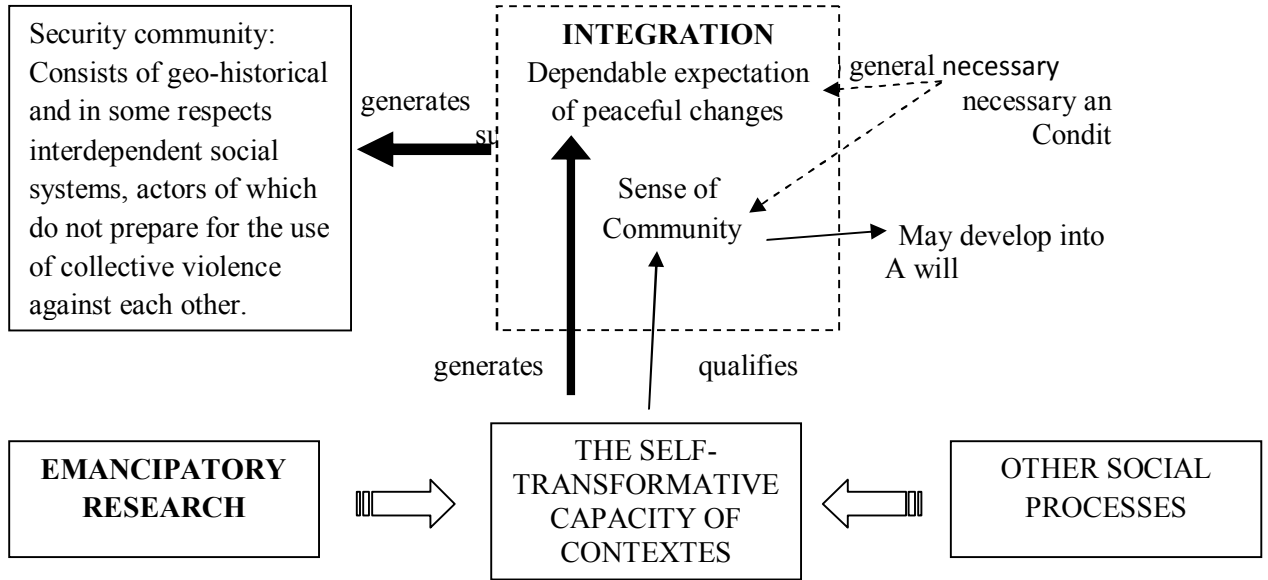 Security community:
Consists of geo-historical
and in some respects
interdependent social
systems, actors of which
do not prepare for the use
of collective violence
against each other.
generates
su
INTEGRATION
Dependable expectation
of peaceful changes
general necessary
necessary an
Condit
Sense of
Community
May develop into
A will
generates
qualifies
EMANCIPATORY
RESEARCH
THE SELF-
TRANSFORMATIVE
CAPACITY OF
CONTEXTES
OTHER SOCIAL
PROCESSES